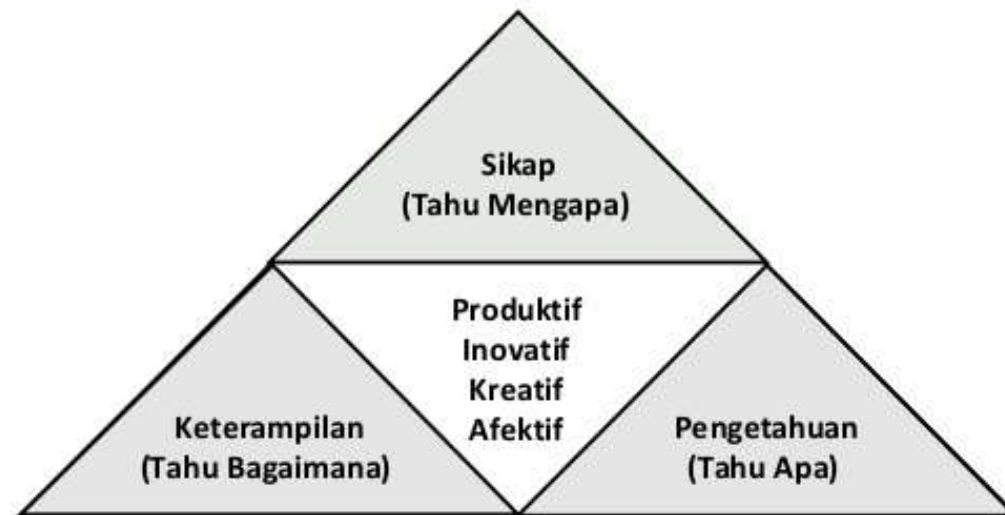 Sikap
(Tahu Mengapa)
Produktif
Inovatif
Kreatif
Afektif
Keterampilan
(Tahu Bagaimana)
Pengetahuan
(Tahu Apa)